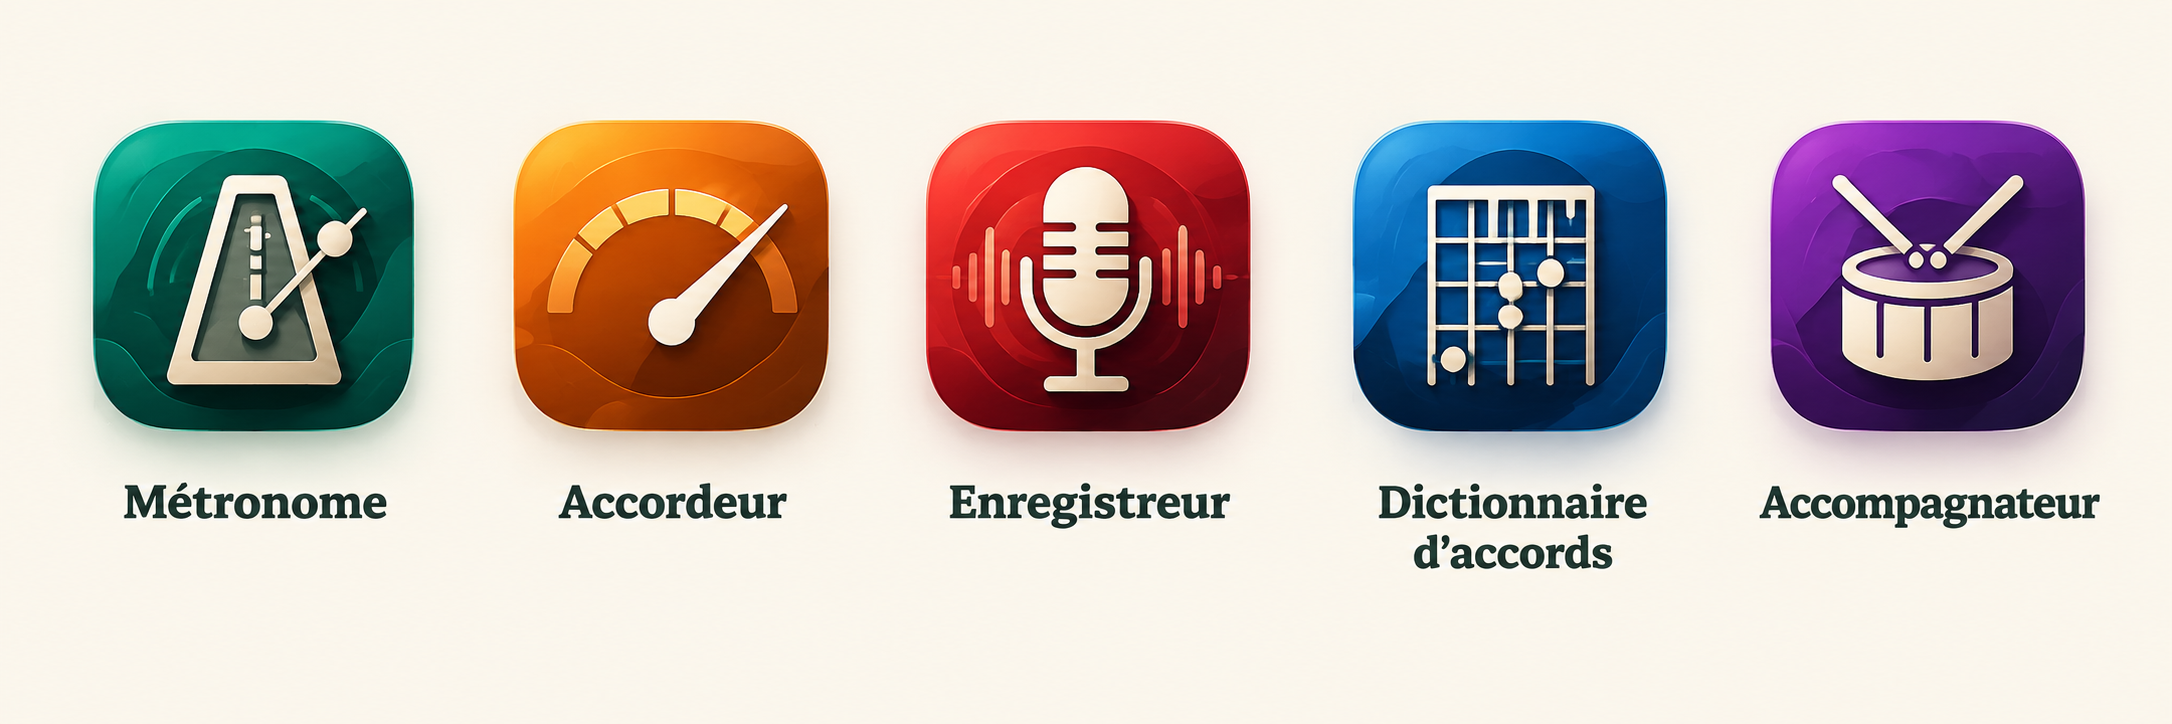 Métronome
Accordeur
Enregistreur
Dictionnaire
d’accords
Accompagnateur